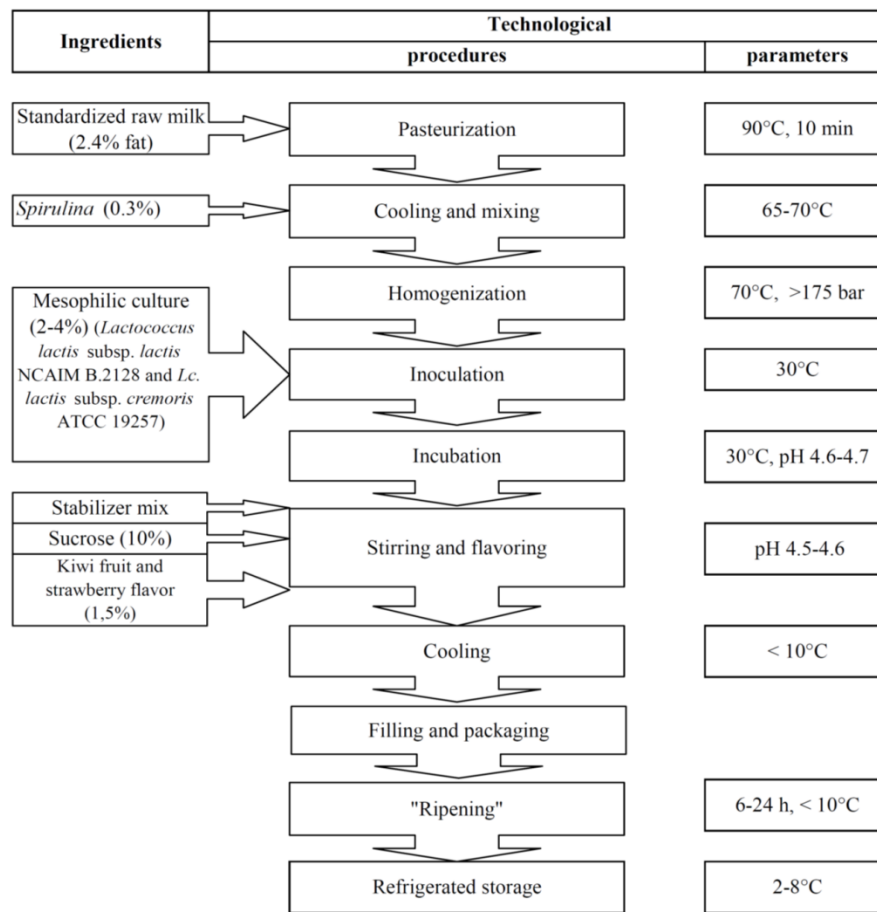 Ingredients
Technological
procedures
parameters
Standardized raw milk
(2.4% fat)
Pasteurization
90°C, 10 min
Spirulina (0.3%)
Cooling and mixing
65-70°C
Homogenization
70°C, >175 bar
Mesophilic culture
(2-4%) (Lactococcus
lactis subsp. lactis
NCAIM B.2128 and Lc.
lactis subsp. cremoris
ATCC 19257)
Inoculation
30°C
Incubation
30°C, pH 4.6-4.7
Stabilizer mix
Sucrose (10%)
Kiwi fruit and
strawberry flavor
(1,5%)
Stirring and flavoring
pH 4.5-4.6
Cooling
< 10°C
Filling and packaging
"Ripening"
6-24 h, < 10°C
Refrigerated storage
2-8°C